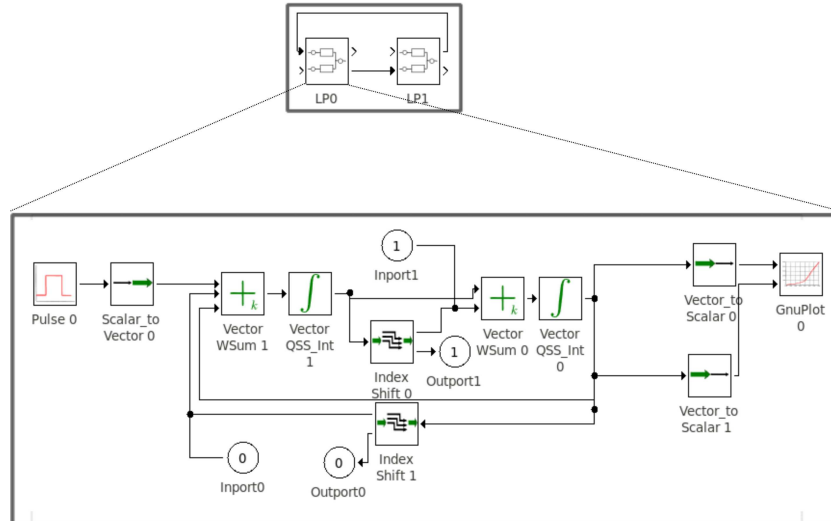 LP0
LP1
1
Inport1
Pulse 0
Scalar_to
Vector 0
+k
Vector
WSum 1
∫
Vector
QSS_Int
1
Index
Shift 0
1
Outport1
+k
Vector
WSum 0
∫
Vector
QSS_Int
0
Vector_to
Scalar 0
GnuPlot
0
Vector_to
Scalar 1
0
Inport0
0
Outport0
Index
Shift 1